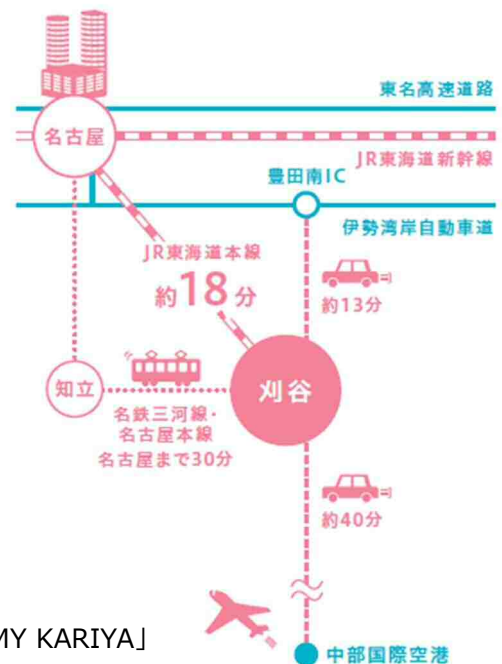 東名高速道路
名古屋
JR東海道新幹線
豊田南IC
伊勢湾岸自動車道
JR東海道本線
約18分
約13分
知立
刈谷
名鉄三河線・
名古屋本線
名古屋まで30分
約40分
MY KARIYA」
中部国際空港